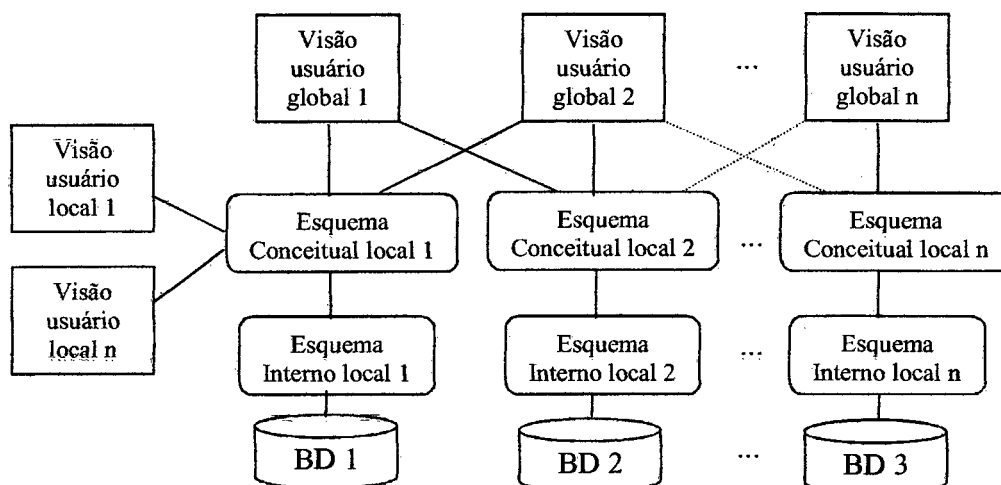 Visão
usuário
global 1
Visão
usuário
global 2
...
Visão
usuário
global n
Visão
usuário
local 1
Visão
usuário
local n
Esquema
Conceitual local 1
Esquema
Conceitual local 2
...
Esquema
Conceitual local n
Esquema
Interno local 1
Esquema
Interno local 2
...
Esquema
Interno local n
BD 1
BD 2
...
BD 3